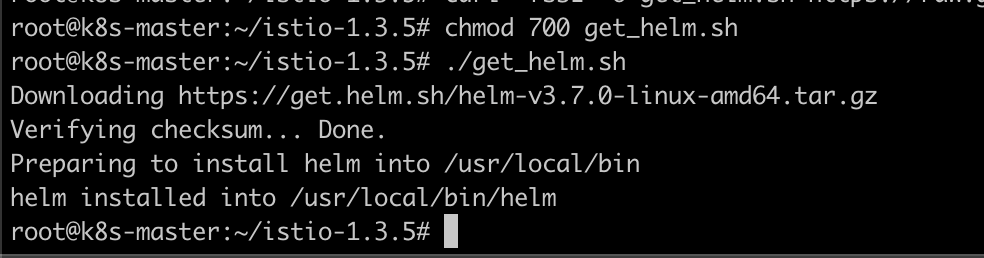 root@k8s-master:~/istio-1.3.5# chmod 700 get_helm.sh
root@k8s-master:~/istio-1.3.5# ./get_helm.sh
Downloading https://get.helm.sh/helm-v3.7.0-linux-amd64.tar.gz
Verifying checksum... Done.
Preparing to install helm into /usr/local/bin
helm installed into /usr/local/bin/helm
root@k8s-master:~/istio-1.3.5#